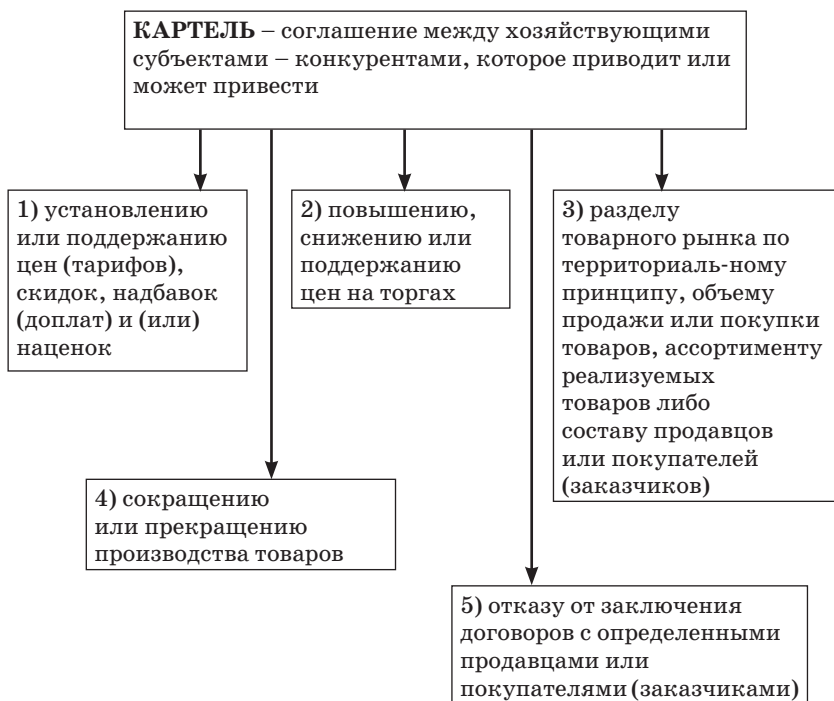 КАРТЕЛЬ – соглашение между хозяйствующими
субъектами – конкурентами, которое приводит или
может привести
1) установлению
или поддержанию
цен (тарифов),
скидок, надбавок
(доплат) и (или)
наценок
2) повышению,
снижению или
поддержанию
цен на торгах
3) разделу
товарного рынка по
территориаль-ному
принципу, объему
продажи или покупки
товаров, ассортименту
реализуемых
товаров либо
составу продавцов
или покупателей
(заказчиков)
4) сокращению
или прекращению
производства товаров
5) отказу от заключения
договоров с определенными
продавцами или
покупателями (заказчиками)